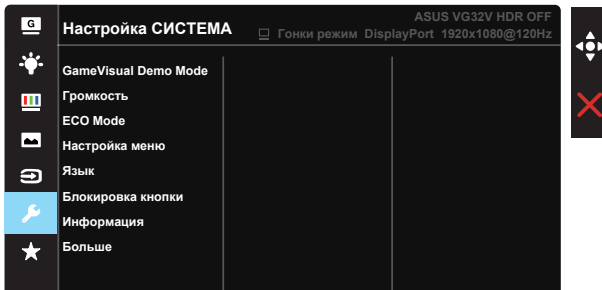 G
Настройка СИСТЕМА
ASUS VG32V HDR OFF
Гонки режим DisplayPort 1920x1080@120Hz
GameVisual Demo Mode
Громкость
ECO Mode
Настройка меню
Язык
Блокировка кнопки
Информация
Больше